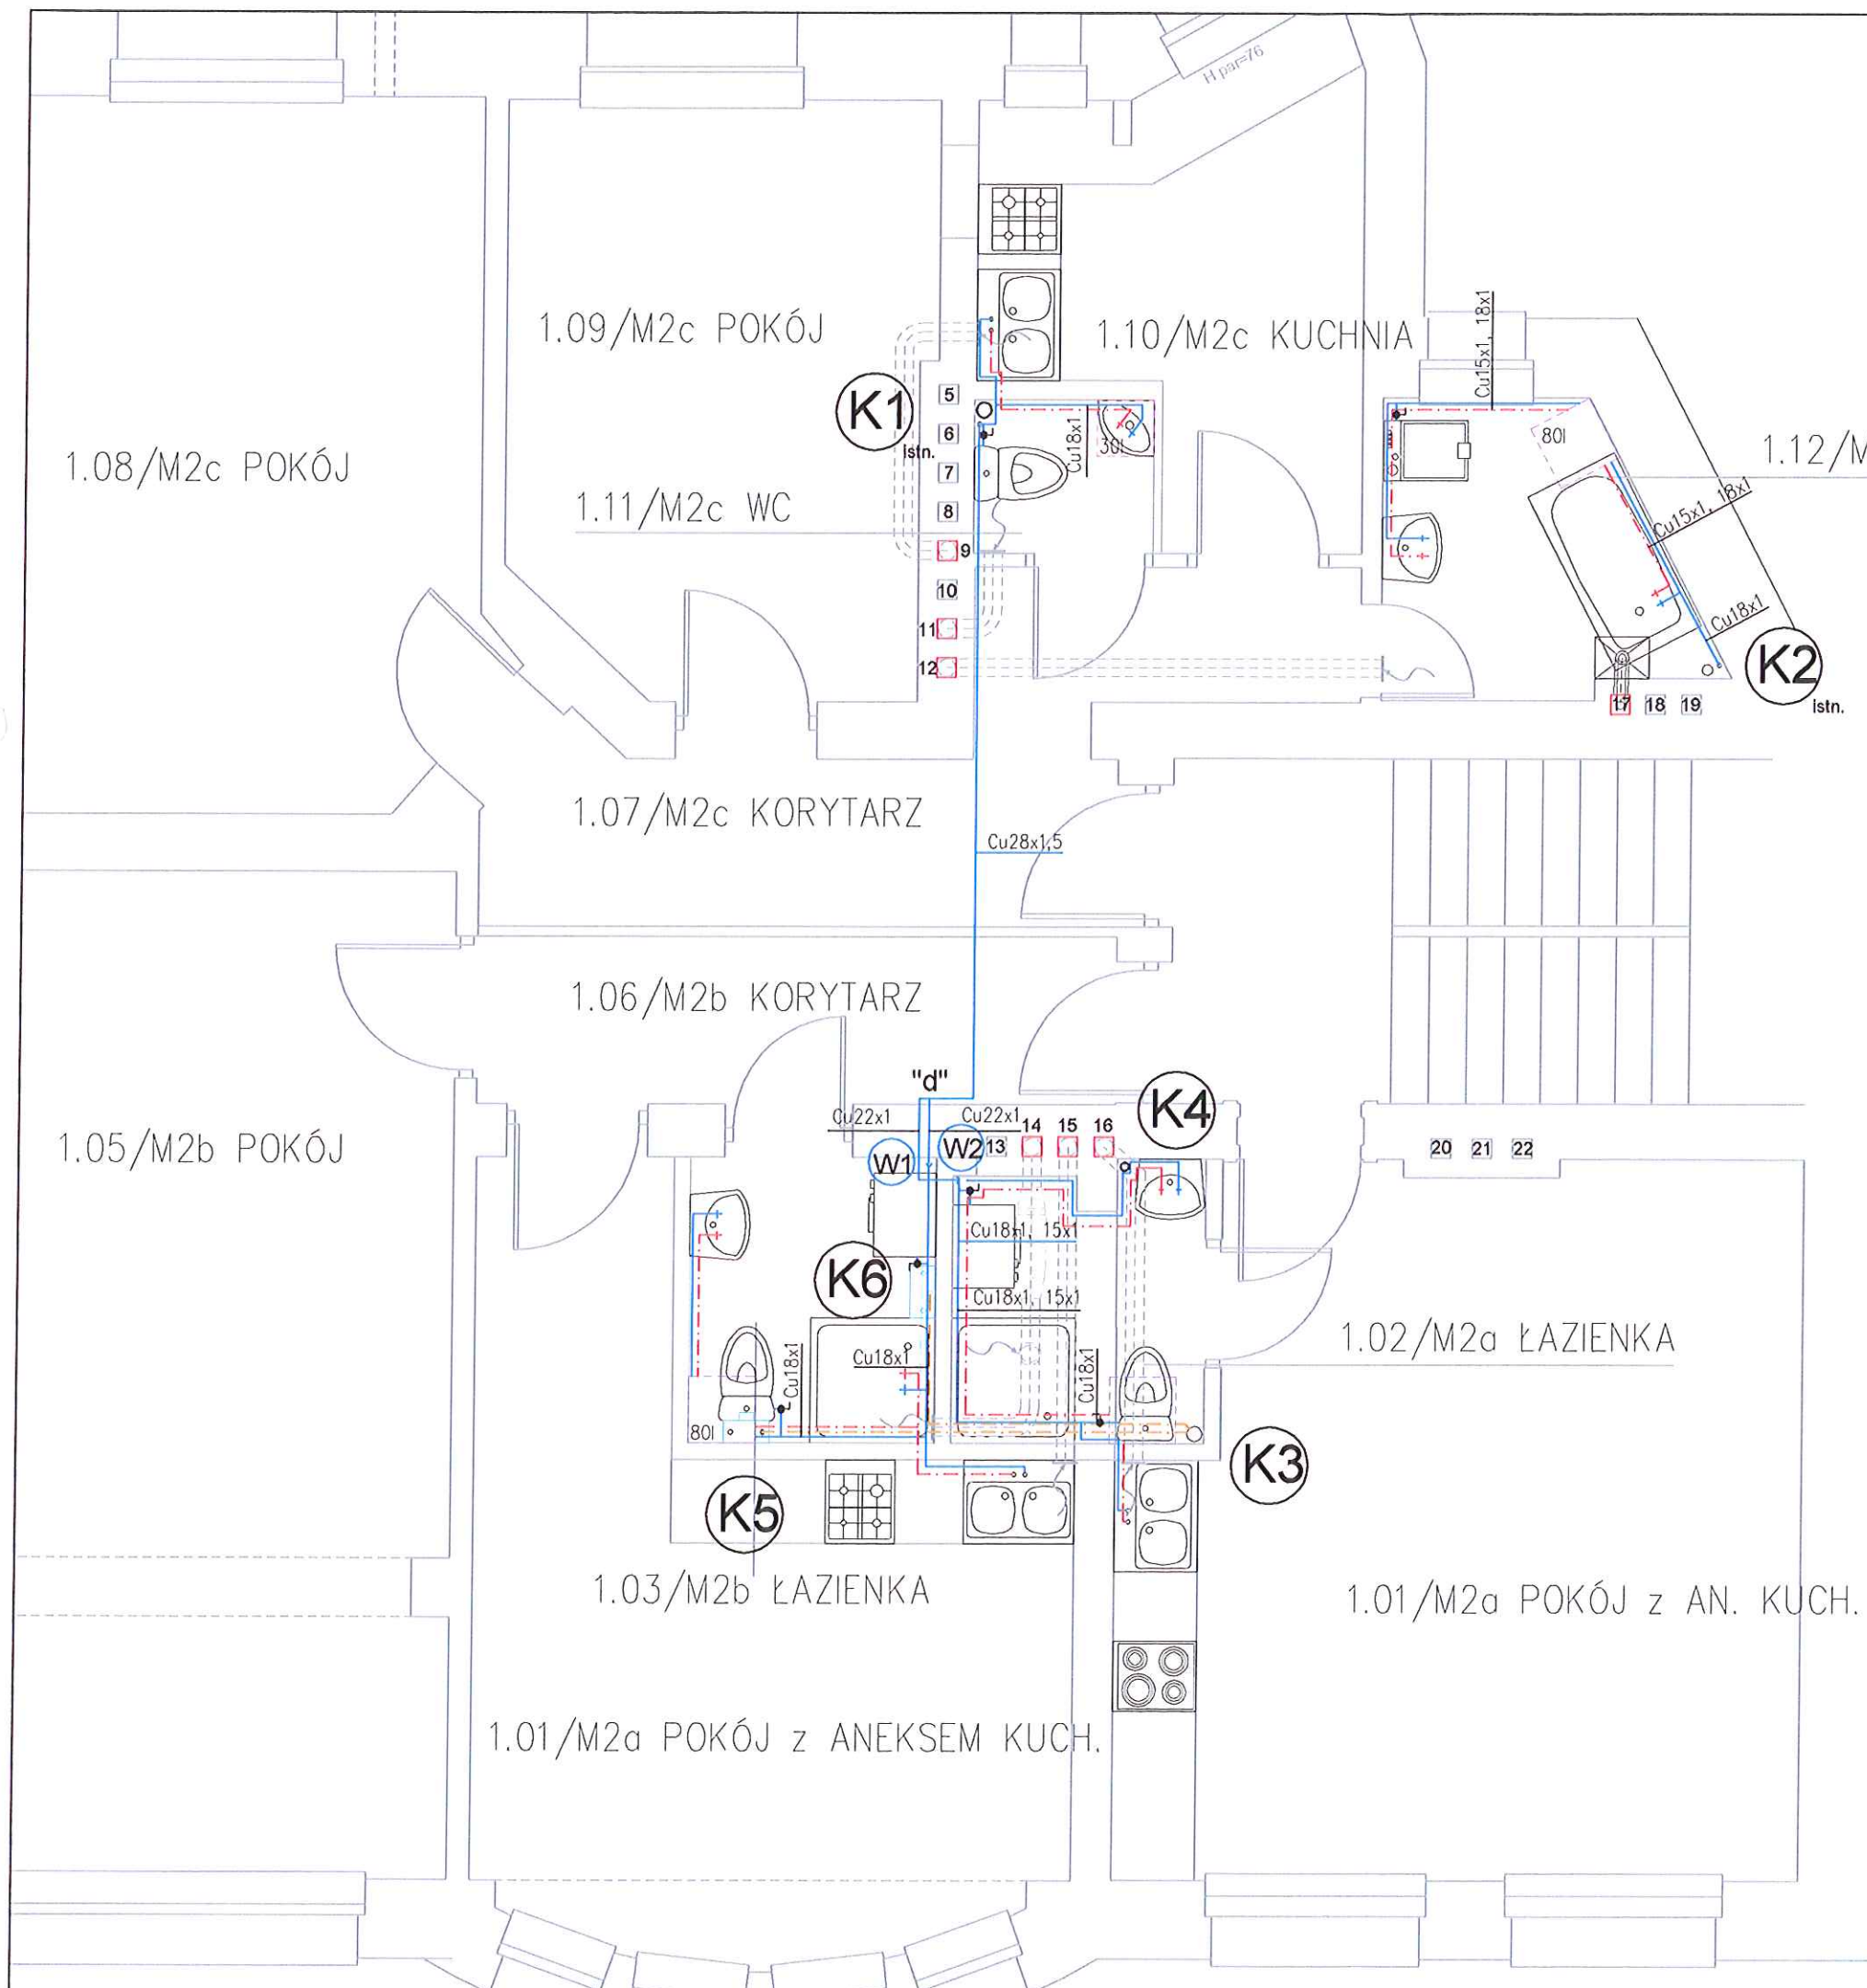 H par=76
1.09/M2c POKÓJ
1.10/M2c KUCHNIA
Cu15x1, 18x1
K1
istn.
5
6
7
8
9
10
11
12
Cu18x1
30l
80l
1.12/M
1.08/M2c POKÓJ
1.11/M2c WC
Cu15x1, 18x1
Cu18x1
K2
istn.
17
18
19
1.07/M2c KORYTARZ
Cu28x1,5
1.06/M2b KORYTARZ
"d"
Cu22x1
Cu22x1
14
15
16
K4
W1
W2
13
20
21
22
1.05/M2b POKÓJ
Cu18x1, 15x1
K6
Cu18x1, 15x1
1.02/M2a ŁAZIENKA
Cu18x1
Cu18x1
Cu18x1
80l
K3
K5
1.03/M2b ŁAZIENKA
1.01/M2a POKÓJ z AN. KUCH.
1.01/M2a POKÓJ z ANEKSEM KUCH.